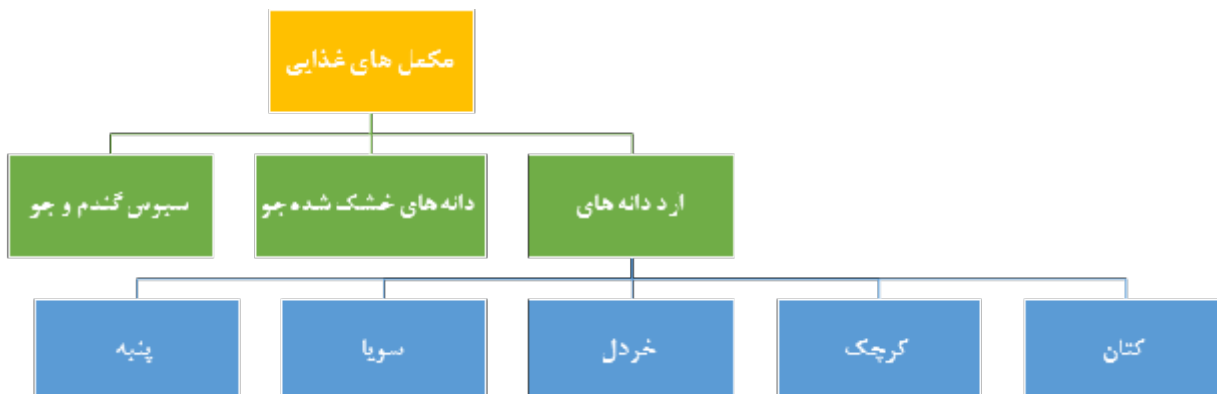 مکمل های غذایی
ارد دانه های
دانه های خشک شده جو
سبوس گندم و جو
کتان
کرچک
خردل
سویا
پنبه